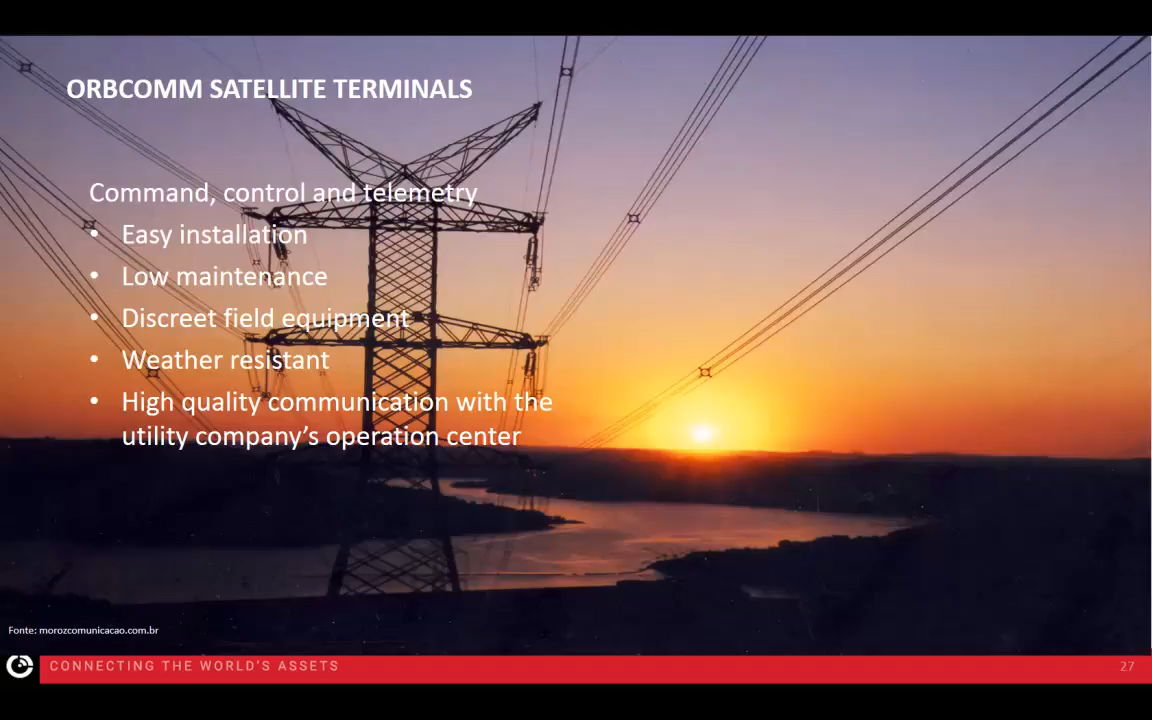 ORBCOMM SATELLITE TERMINALS
Command, control and telemetry
• Easy installation
• Low maintenance
• Discreet field equipment
• Weather resistant
• High quality communication with the
utility company’s operation center
Fonte: morozcomunicacao.com.br
CONNECTING THE WORLD'S ASSETS
27